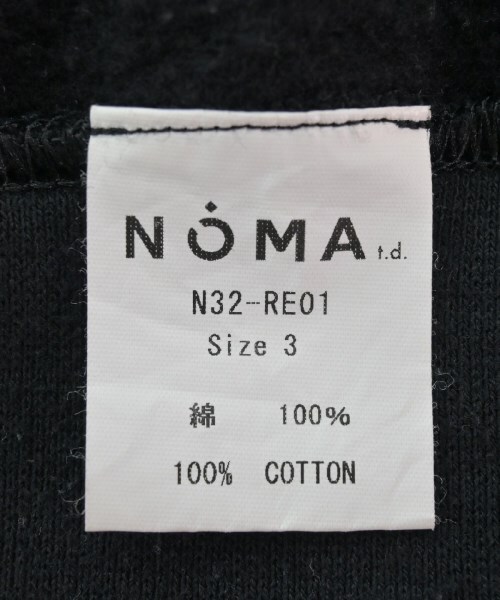 NOMA t.d.
N32-RE01
Size 3
綿 100%
100% COTTON